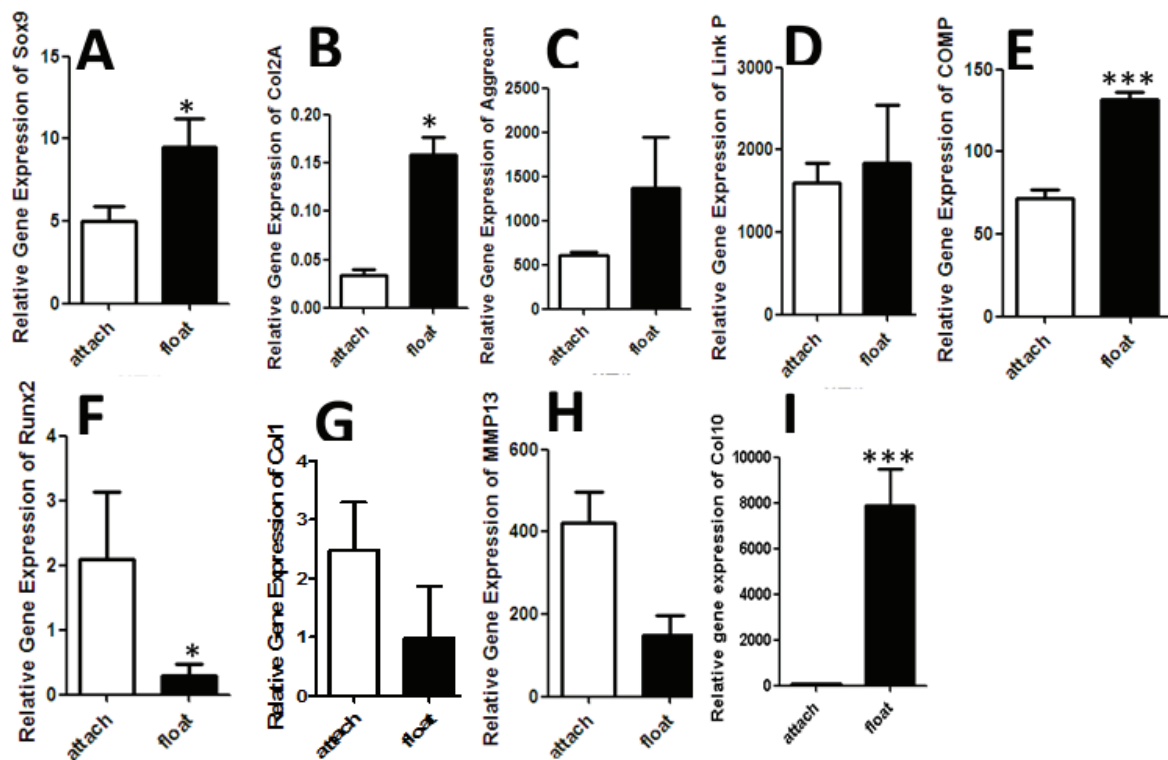 A
Relative Gene Expression of Sox9
15
10
5
0
*
attach
float
B
Relative Gene Expression of Col2A
0.20
0.15
0.10
0.05
0.00
*
attach
float
C
Relative Gene Expression of Aggrecan
2500
2000
1500
1000
500
0
attach
float
D
Relative Gene Expression of Link P
3000
2000
1000
0
attach
float
E
Relative Gene Expression of COMP
150
100
50
0
***
attach
float
F
Relative Gene Expression of Runx2
4
3
2
1
0
*
attach
float
G
Relative Gene Expression of Col1
4
3
2
1
0
attach
float
H
Relative Gene Expression of MMP13
600
400
200
0
attach
float
I
Relative gene expression of Col10
10000
8000
6000
4000
2000
0
***
attach
float